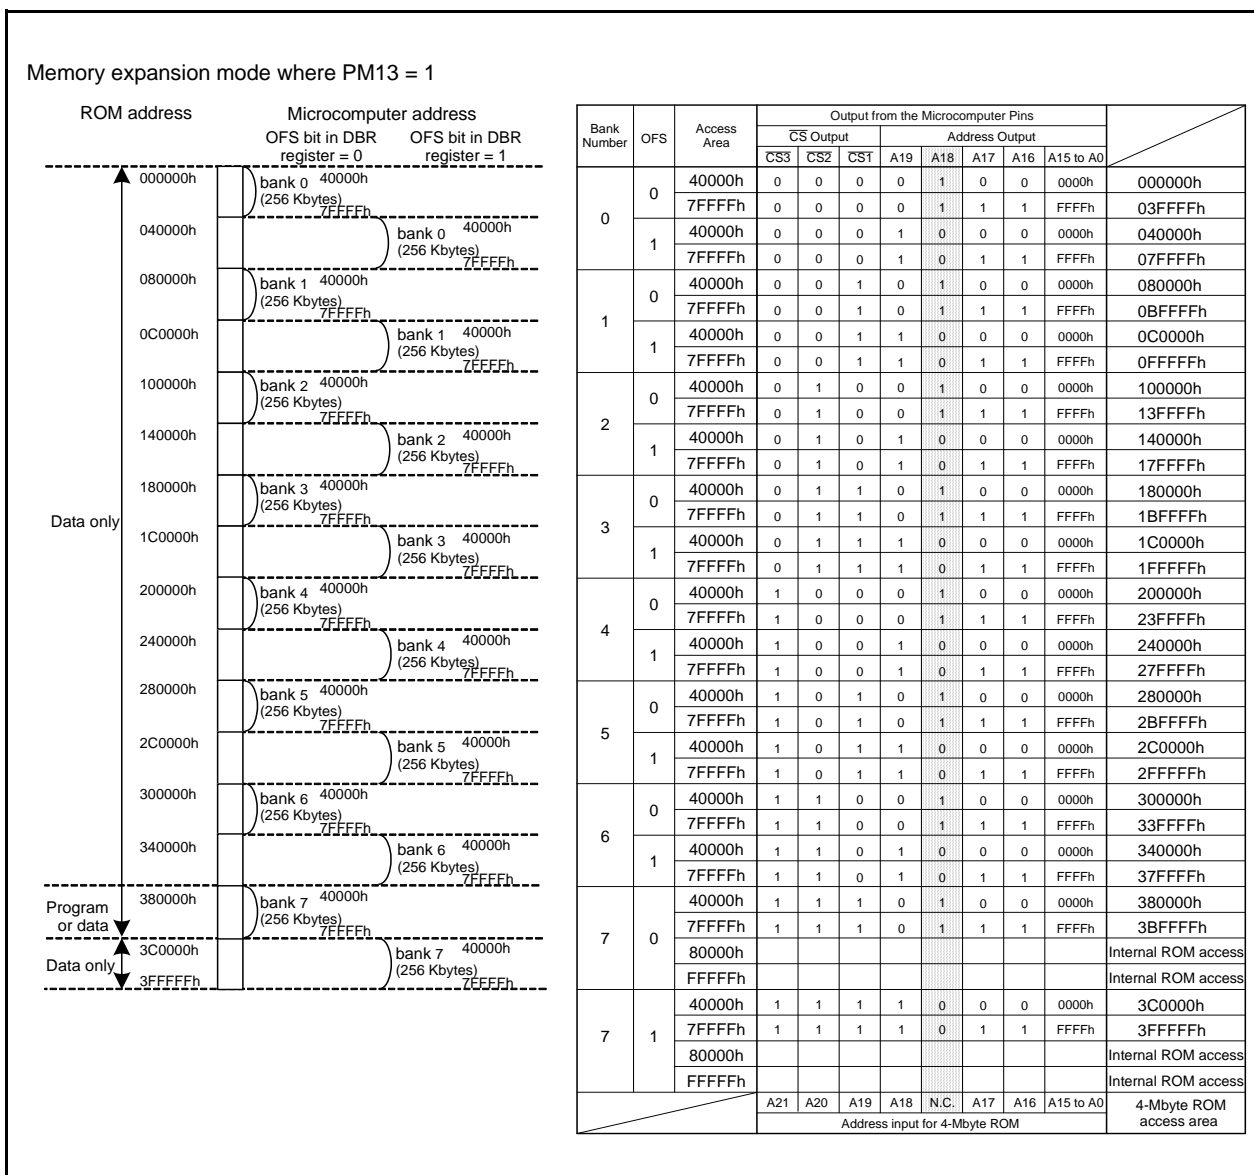 Memory expansion mode where PM13 = 1
ROM address
Microcomputer address
OFS bit in DBR register = 0
OFS bit in DBR register = 1
000000h
bank 0 40000h
(256 Kbytes)
7FFFFh
040000h
bank 0 40000h
(256 Kbytes)
7FFFFh
080000h
bank 1 40000h
(256 Kbytes)
7FFFFh
0C0000h
bank 1 40000h
(256 Kbytes)
7FFFFh
100000h
bank 2 40000h
(256 Kbytes)
7FFFFh
140000h
bank 2 40000h
(256 Kbytes)
7FFFFh
180000h
bank 3 40000h
(256 Kbytes)
7FFFFh
Data only
1C0000h
bank 3 40000h
(256 Kbytes)
7FFFFh
200000h
bank 4 40000h
(256 Kbytes)
7FFFFh
240000h
bank 4 40000h
(256 Kbytes)
7FFFFh
280000h
bank 5 40000h
(256 Kbytes)
7FFFFh
2C0000h
bank 5 40000h
(256 Kbytes)
7FFFFh
300000h
bank 6 40000h
(256 Kbytes)
7FFFFh
340000h
bank 6 40000h
(256 Kbytes)
7FFFFh
Program or data
380000h
bank 7 40000h
(256 Kbytes)
7FFFFh
Data only
3C0000h
bank 7 40000h
(256 Kbytes)
7FFFFh
3FFFFFh
Bank Number OFS Access Area Output from the Microcomputer Pins
CS Output Address Output
CS3 CS2 CS1 A19 A18 A17 A16 A15 to A0
0 0 40000h 0 0 0 0 1 0 0 0000h 000000h
7FFFFh 0 0 0 0 1 1 1 FFFFh 03FFFFh
1 40000h 0 0 0 1 0 0 0 0000h 040000h
7FFFFh 0 0 0 1 0 1 1 FFFFh 07FFFFh
1 0 40000h 0 0 1 0 1 0 0 0000h 080000h
7FFFFh 0 0 1 0 1 1 1 FFFFh 0BFFFFh
1 40000h 0 0 1 1 0 0 0 0000h 0C0000h
7FFFFh 0 0 1 1 0 1 1 FFFFh 0FFFFFh
2 0 40000h 0 1 0 0 1 0 0 0000h 100000h
7FFFFh 0 1 0 0 1 1 1 FFFFh 13FFFFh
1 40000h 0 1 0 1 0 0 0 0000h 140000h
7FFFFh 0 1 0 1 0 1 1 FFFFh 17FFFFh
3 0 40000h 0 1 1 0 1 0 0 0000h 180000h
7FFFFh 0 1 1 0 1 1 1 FFFFh 1BFFFFh
1 40000h 0 1 1 1 0 0 0 0000h 1C0000h
7FFFFh 0 1 1 1 0 1 1 FFFFh 1FFFFFh
4 0 40000h 1 0 0 0 1 0 0 0000h 200000h
7FFFFh 1 0 0 0 1 1 1 FFFFh 23FFFFh
1 40000h 1 0 0 1 0 0 0 0000h 240000h
7FFFFh 1 0 0 1 0 1 1 FFFFh 27FFFFh
5 0 40000h 1 0 1 0 1 0 0 0000h 280000h
7FFFFh 1 0 1 0 1 1 1 FFFFh 2BFFFFh
1 40000h 1 0 1 1 0 0 0 0000h 2C0000h
7FFFFh 1 0 1 1 0 1 1 FFFFh 2FFFFFh
6 0 40000h 1 1 0 0 1 0 0 0000h 300000h
7FFFFh 1 1 0 0 1 1 1 FFFFh 33FFFFh
1 40000h 1 1 0 1 0 0 0 0000h 340000h
7FFFFh 1 1 0 1 0 1 1 FFFFh 37FFFFh
7 0 40000h 1 1 1 0 1 0 0 0000h 380000h
7FFFFh 1 1 1 0 1 1 1 FFFFh 3BFFFFh
80000h Internal ROM access
FFFFFh Internal ROM access
7 1 40000h 1 1 1 1 0 0 0 0000h 3C0000h
7FFFFh 1 1 1 1 0 1 1 FFFFh 3FFFFFh
80000h Internal ROM access
FFFFFh Internal ROM access
A21 A20 A19 A18 N.C. A17 A16 A15 to A0 4-Mbyte ROM access area
Address input for 4-Mbyte ROM